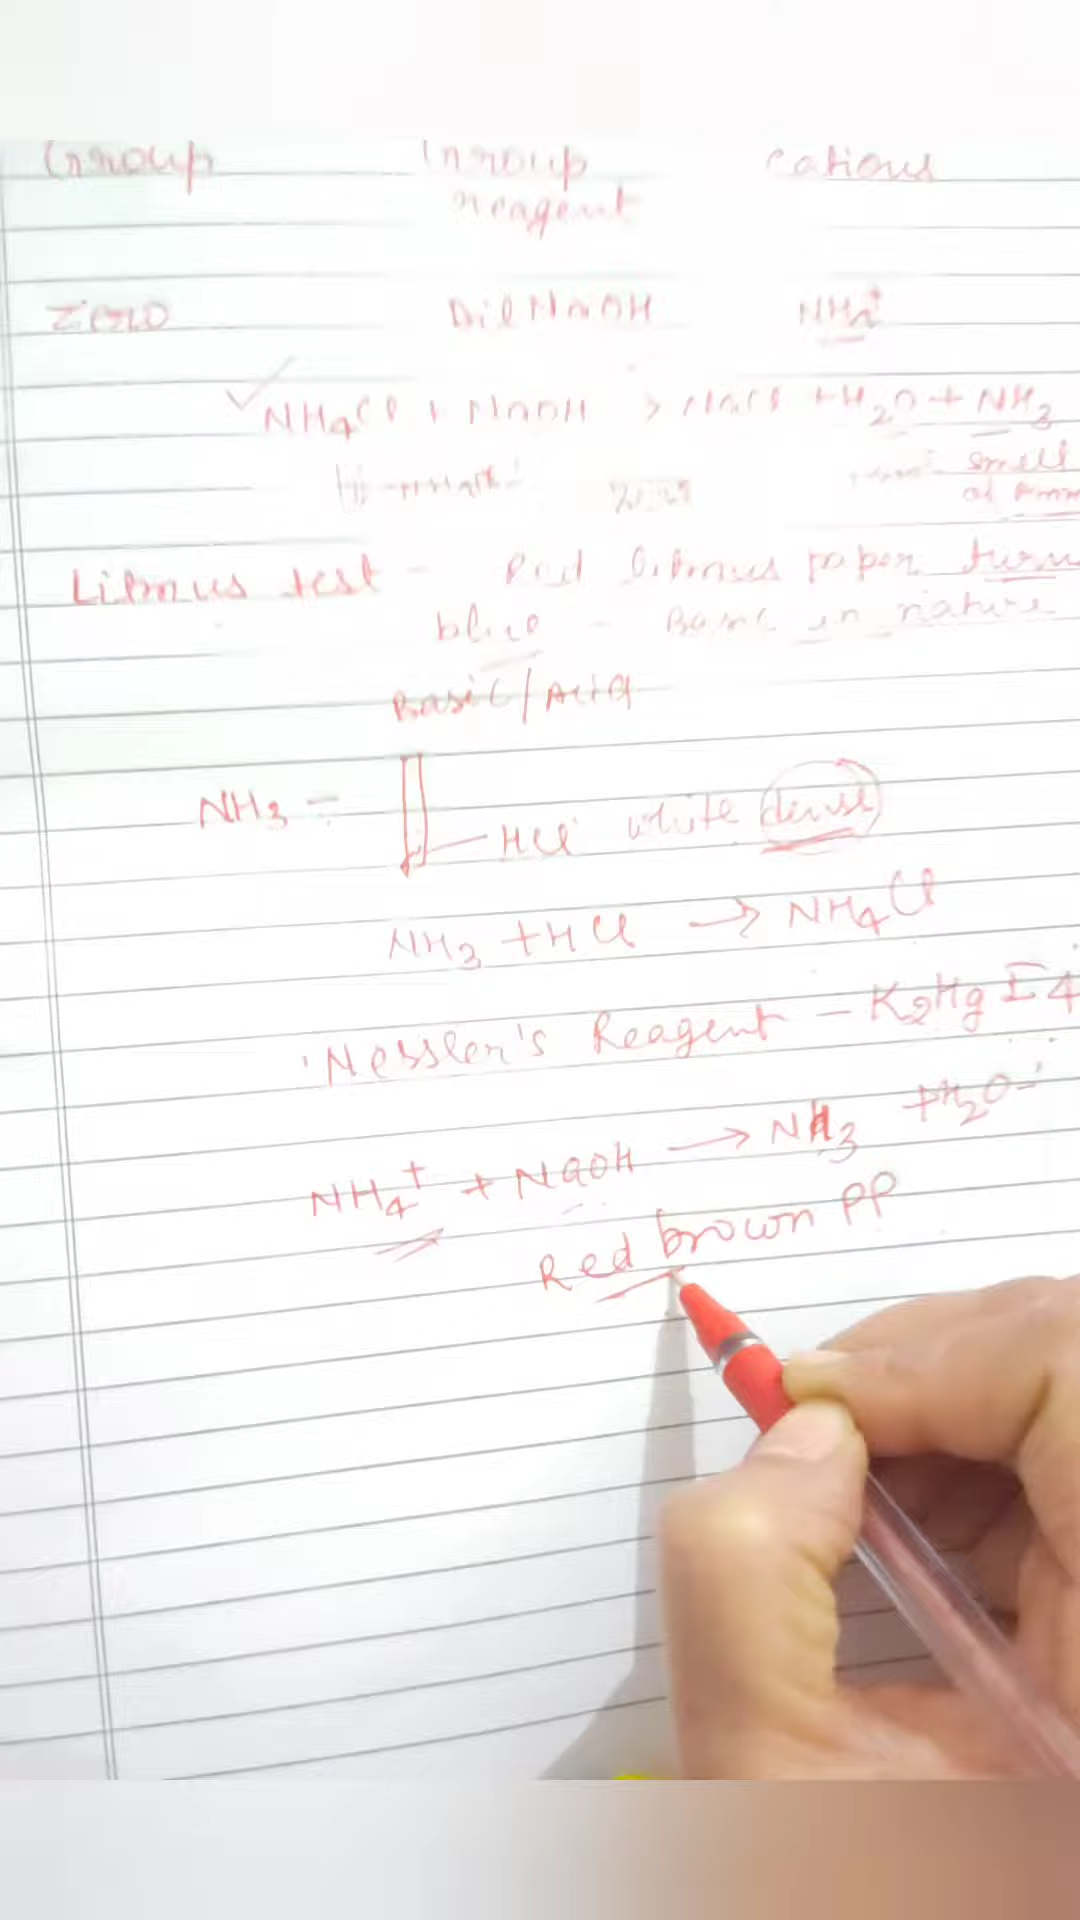 Group Group cations
reagent
Zero Dil NaOH NH4+
NH4Cl + NaOH → NaCl + H2O + NH3
smell
of Amm
Litmus test - Red litmus paper turn
blue - Basic in nature
Basic/Acid
NH3 -
HCl white dense
NH3 + HCl → NH4Cl
Nessler's Reagent - K2HgI4
NH4+ + NaOH → NH3 + H2O
Red brown PP